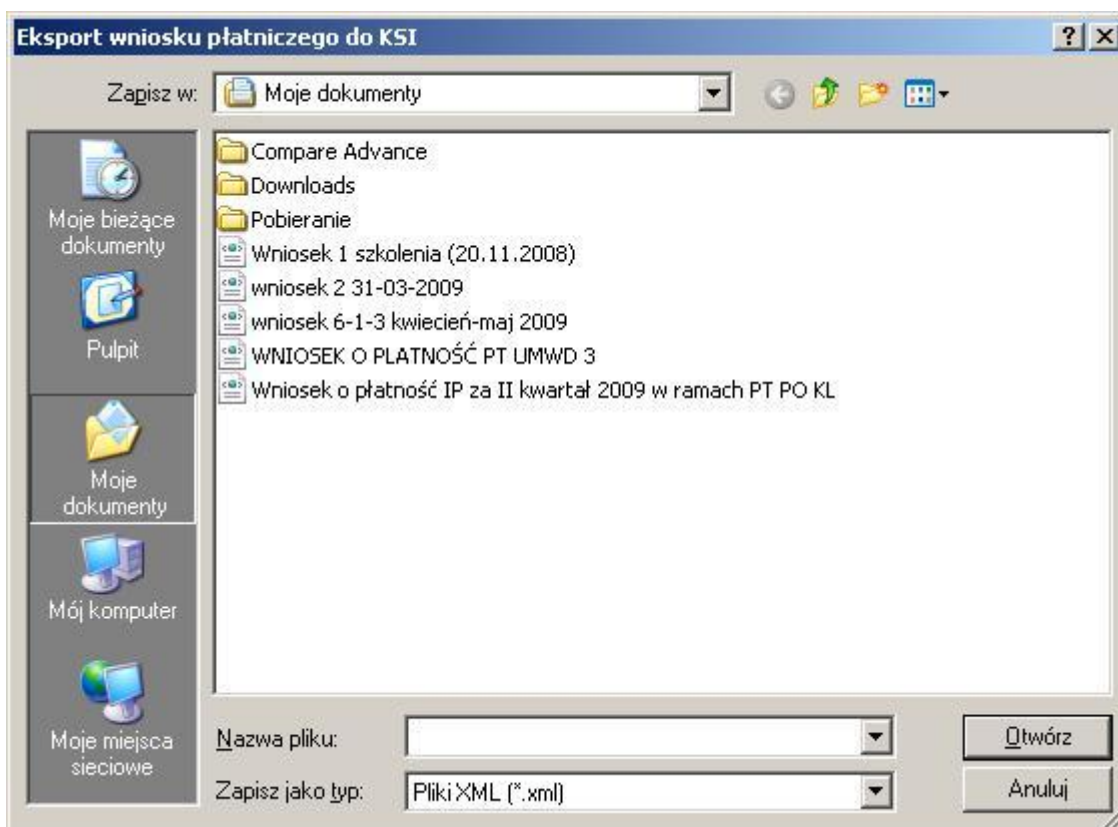 Eksport wniosku płatniczego do KSI
Zapisz w:
Moje dokumenty
Moje bieżące
dokumenty
Pulpit
Moje
dokumenty
Mój komputer
Moje miejsca
sieciowe
Compare Advance
Downloads
Pobieranie
Wniosek 1 szkolenia (20.11.2008)
wniosek 2 31-03-2009
wniosek 6-1-3 kwiecień-maj 2009
WNIOSEK O PLATNOŚĆ PT UMWD 3
Wniosek o płatność IP za II kwartał 2009 w ramach PT PO KL
Nazwa pliku:
Otwórz
Zapisz jako typ:
Pliki XML (*.xml)
Anuluj